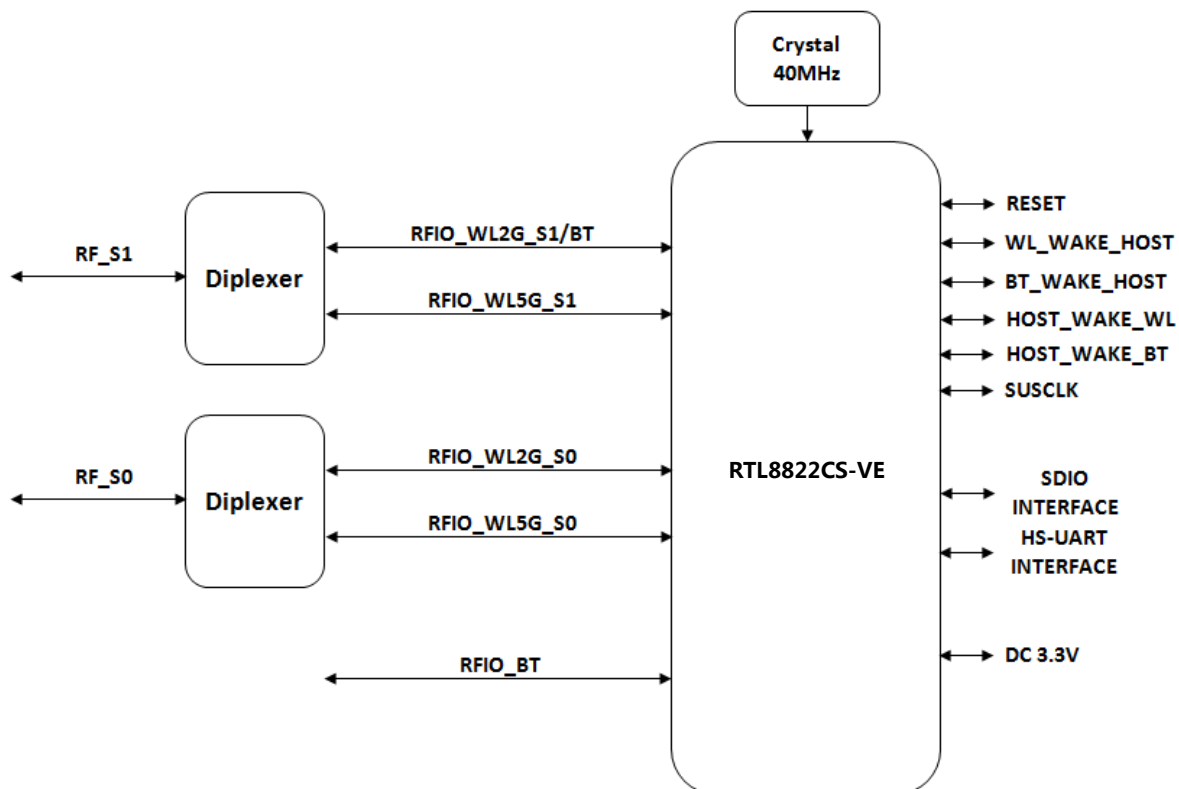 Crystal
40MHz
RESET
RFIO_WL2G_S1/BT
WL_WAKE_HOST
RF_S1
Diplexer
BT_WAKE_HOST
RFIO_WL5G_S1
HOST_WAKE_WL
HOST_WAKE_BT
SUSCLK
RFIO_WL2G_S0
RTL8822CS-VE
RF_S0
Diplexer
SDIO
INTERFACE
RFIO_WL5G_S0
HS-UART
INTERFACE
RFIO_BT
DC 3.3V